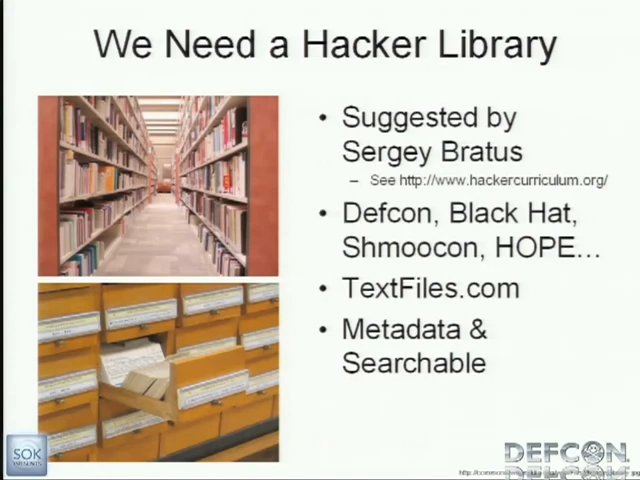 We Need a Hacker Library
• Suggested by
Sergey Bratus
– See http://www.hackercurriculum.org/
• Defcon, Black Hat,
Shmoocon, HOPE...
• TextFiles.com
• Metadata &
Searchable
SOK
PRESENTS
DEFCON